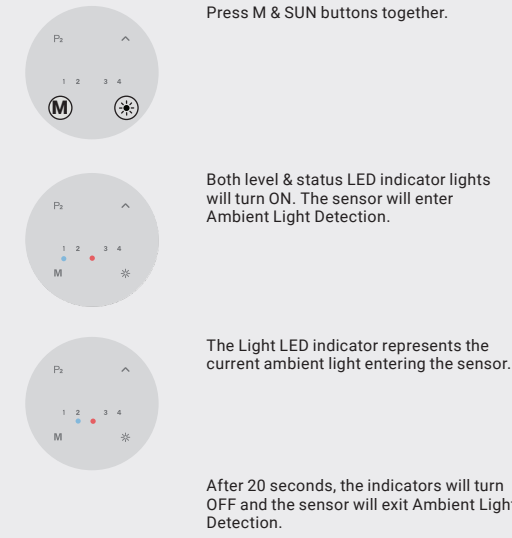 Press M & SUN buttons together.
P₂
1 2 3 4
M
Both level & status LED indicator lights
will turn ON. The sensor will enter
Ambient Light Detection.
P₂
1 2 3 4
M
The Light LED indicator represents the
current ambient light entering the sensor.
P₂
1 2 3 4
M
After 20 seconds, the indicators will turn
OFF and the sensor will exit Ambient Light
Detection.